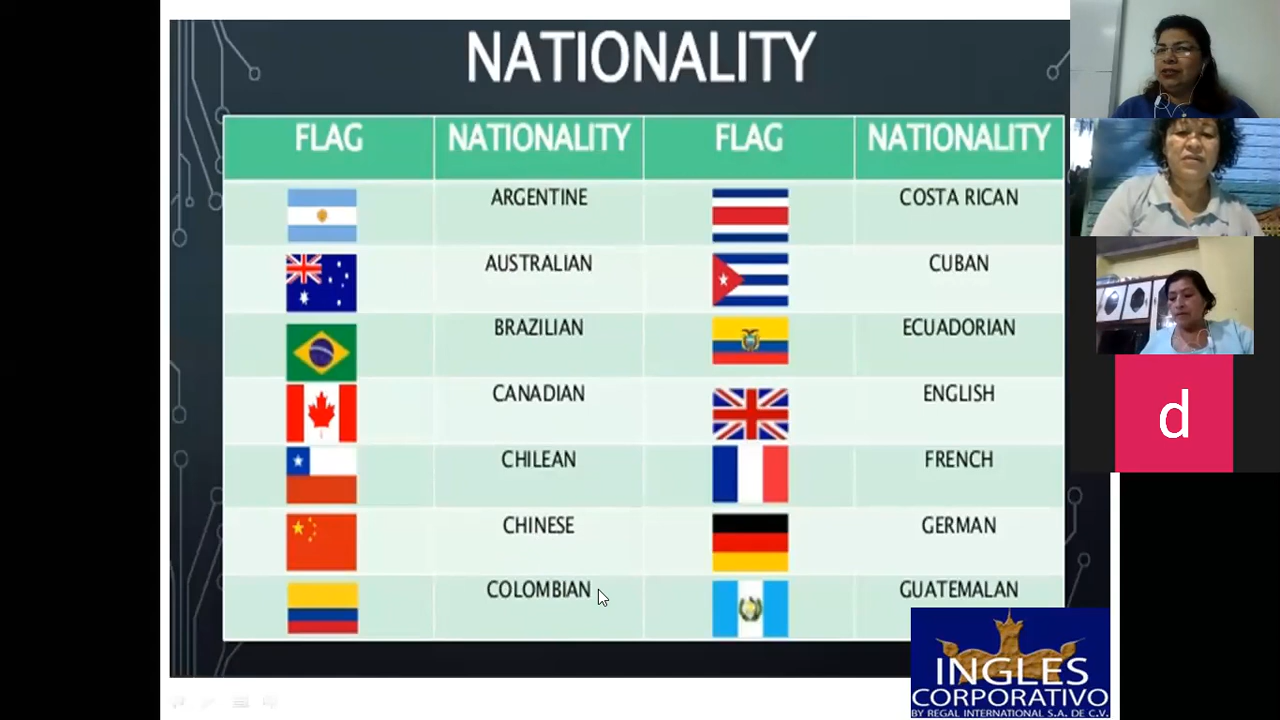 NATIONALITY
FLAG NATIONALITY FLAG NATIONALITY
ARGENTINE COSTA RICAN
AUSTRALIAN CUBAN
BRAZILIAN ECUADORIAN
CANADIAN ENGLISH
CHILEAN FRENCH
CHINESE GERMAN
COLOMBIAN GUATEMALAN
d
INGLES
CORPORATIVO
BY REGAL INTERNATIONAL S.A. DE C.V.